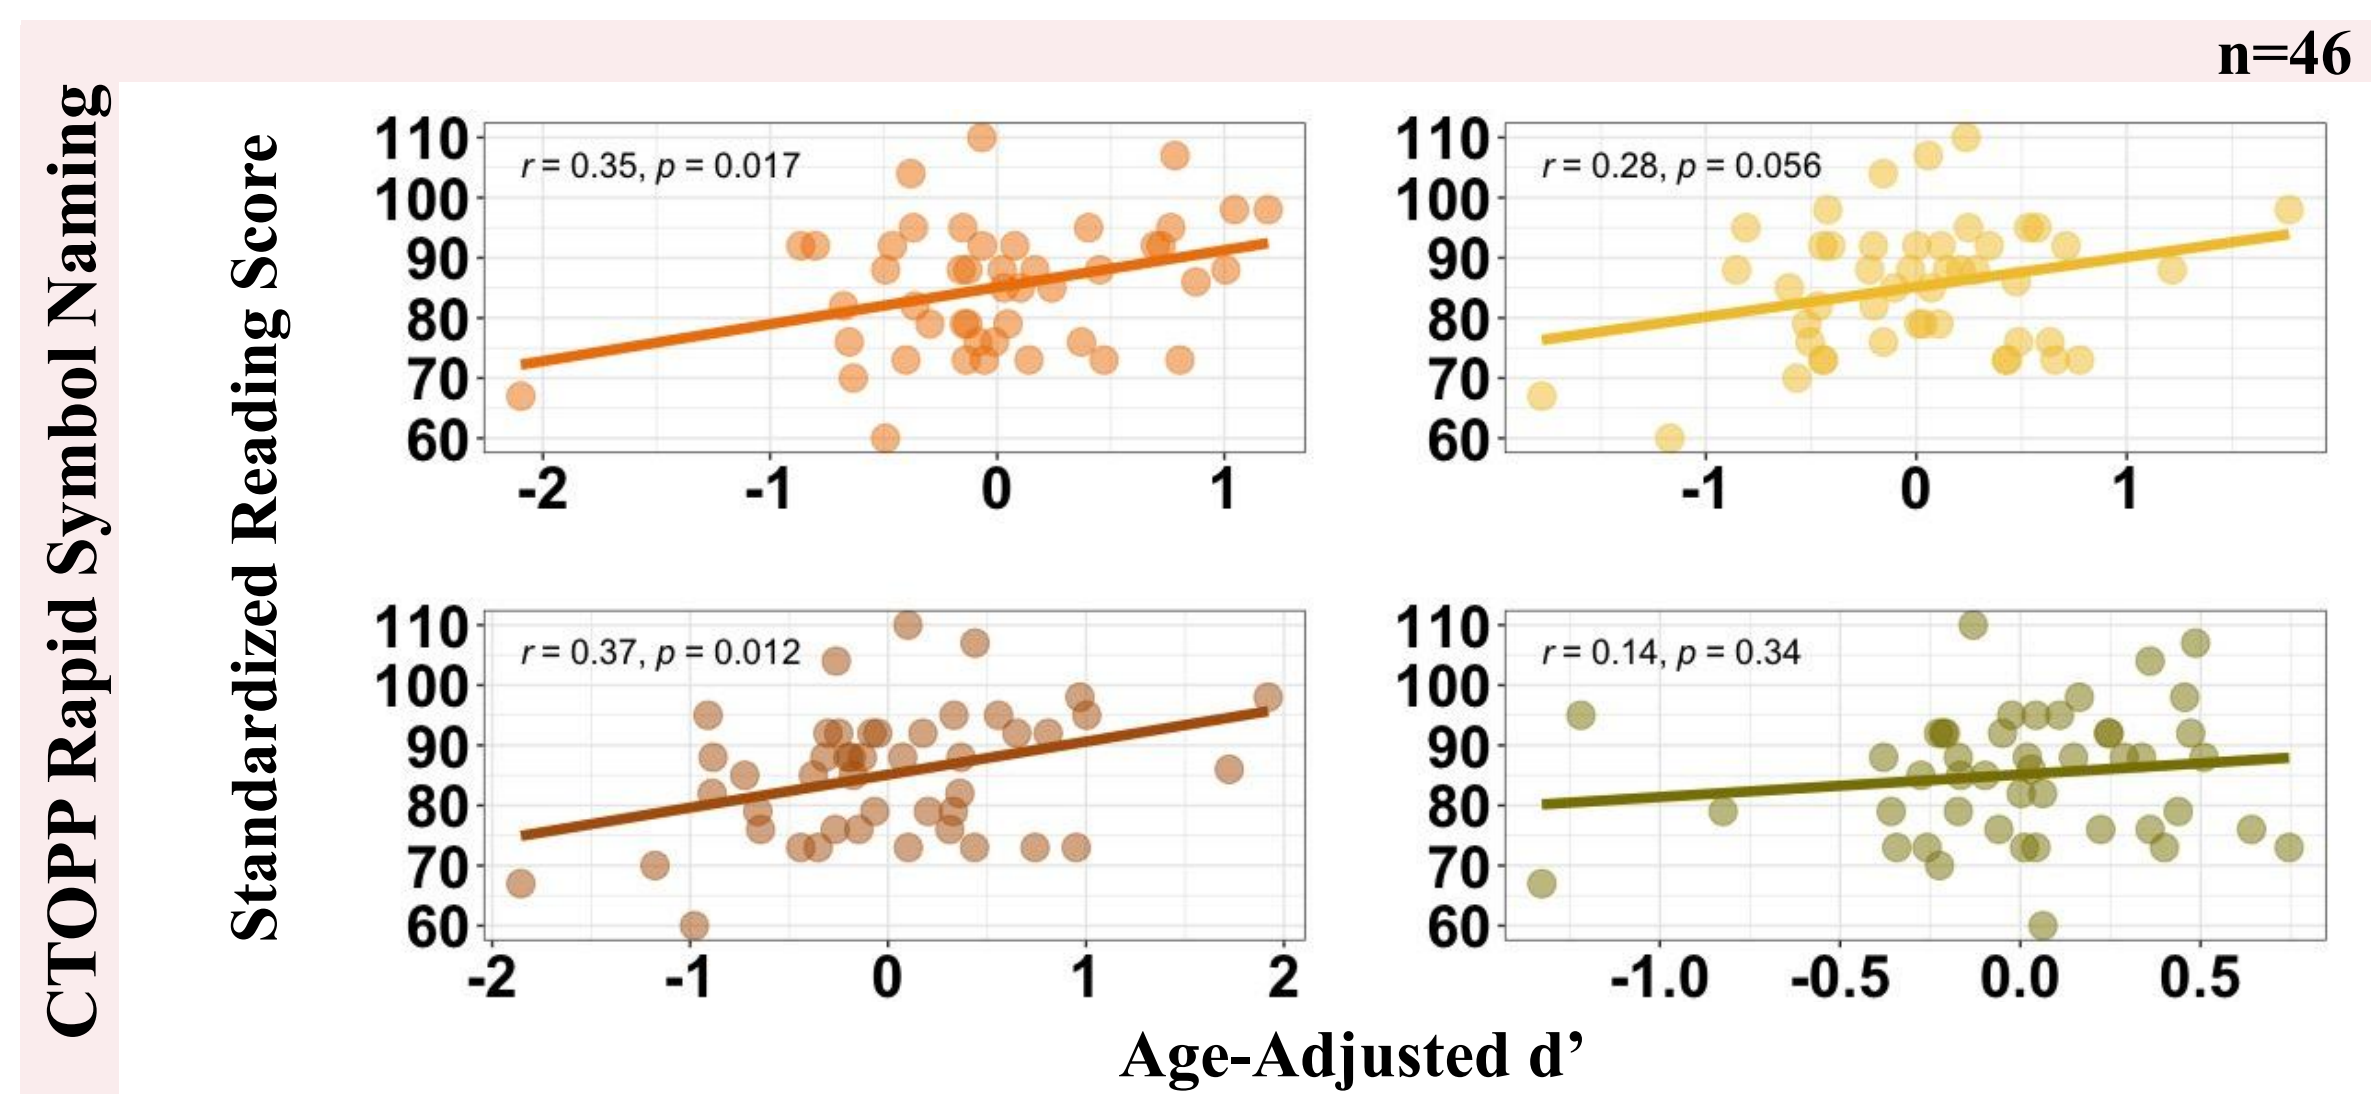 n=46
CTOPP Rapid Symbol Naming
Standardized Reading Score
110
100
90
80
70
60
r = 0.35, p = 0.017
-2 -1 0 1
110
100
90
80
70
60
r = 0.28, p = 0.056
-1 0 1
110
100
90
80
70
60
r = 0.37, p = 0.012
-2 -1 0 1 2
110
100
90
80
70
60
r = 0.14, p = 0.34
-1.0 -0.5 0.0 0.5
Age-Adjusted d’